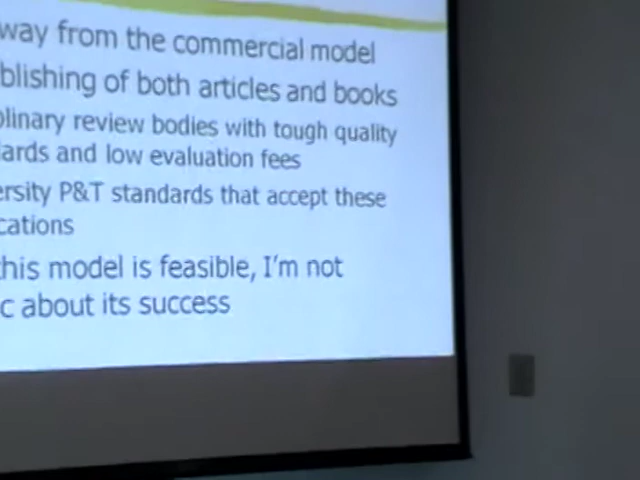 way from the commercial model
blishing of both articles and books
plinary review bodies with tough quality
ards and low evaluation fees
ersity P&T standards that accept these
cations
this model is feasible, I'm not
c about its success